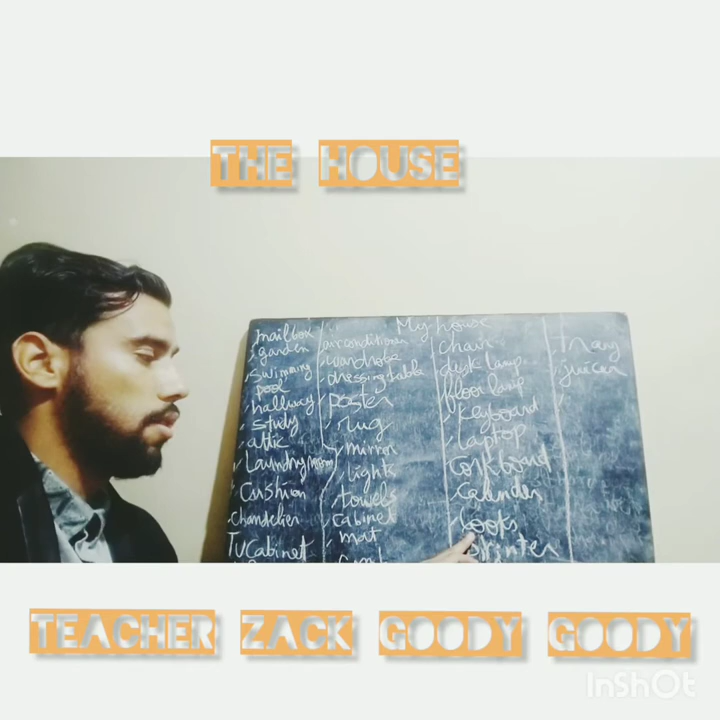 THE HOUSE
My house
mailbox
garden
swimming
pool
hallway
study
attic
Laundry room
Cushion
chandelier
TV Cabinet
air conditioner
wardrobe
dressing table
poster
rug
mirror
lights
towels
cabinet
mat
chair
desk lamp
floor lamp
Keyboard
laptop
Corkboard
books
printer
juicer
TEACHER ZACK GOODY GOODY
InShOt